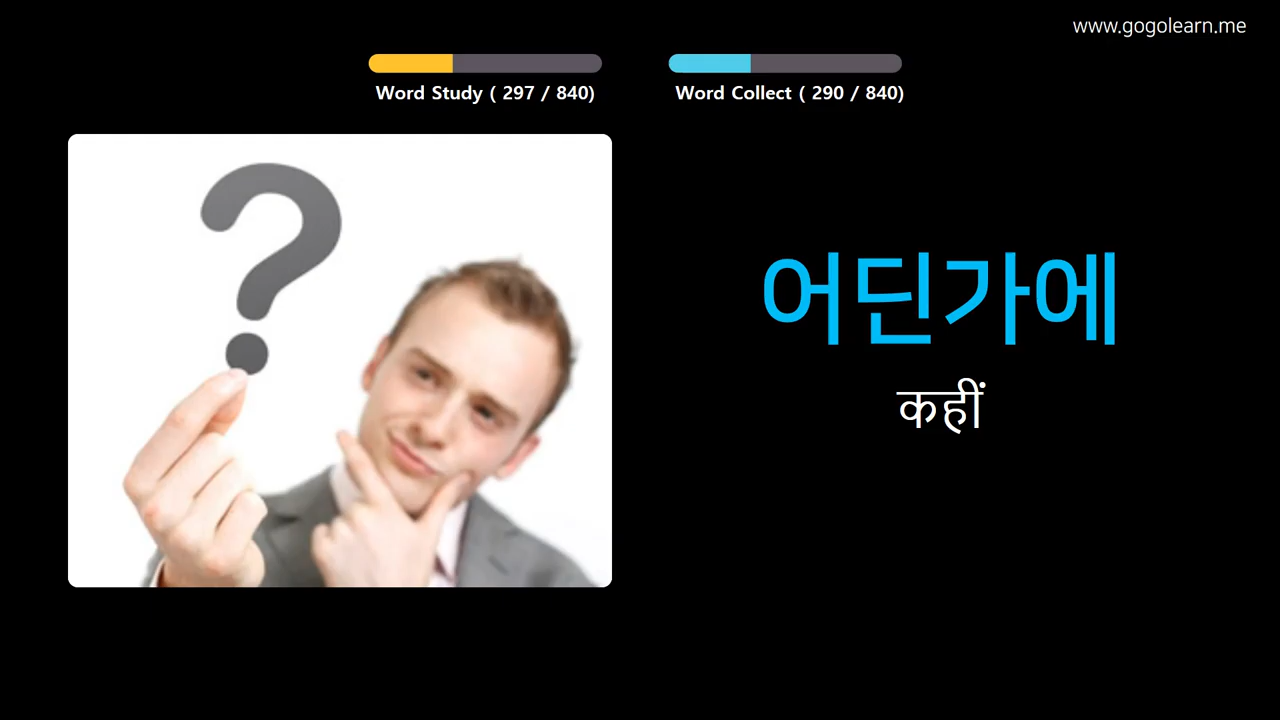 www.gogolearn.me
Word Study ( 297 / 840)
Word Collect ( 290 / 840)
?
어딘가에
कहीं